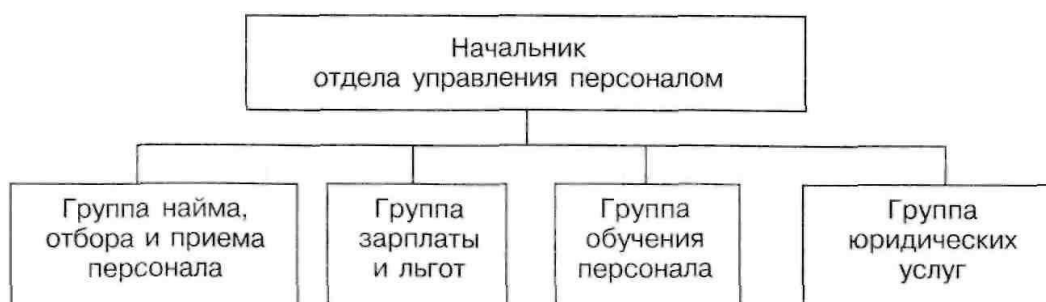 Начальник
отдела управления персоналом
Группа найма,
отбора и приема
персонала
Группа
зарплаты
и льгот
Группа
обучения
персонала
Группа
юридических
услуг